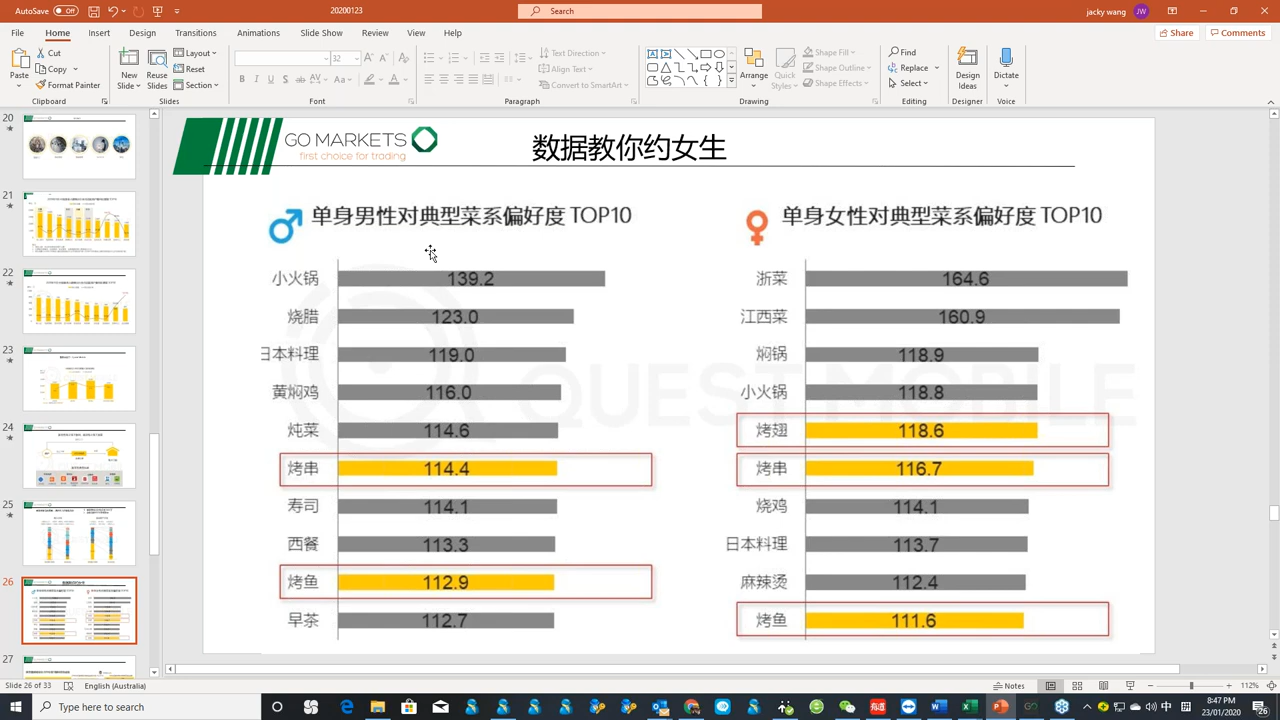 AutoSave Off
20200123
Search
jacky wang JW
File Home Insert Design Transitions Animations Slide Show Review View Help Share Comments
Paste Cut Copy Format Painter
New Slide Reuse Slides Layout Reset Section
32
Text Direction Align Text Convert to SmartArt
Arrange Quick Styles Shape Fill Shape Outline Shape Effects
Find Replace Select
Design Ideas Dictate
Clipboard Slides Font Paragraph Drawing Editing Designer Voice
20
21
22
23
24
25
26
27
GO MARKETS
first choice for trading
数据教你约女生
单身男性对典型菜系偏好度 TOP10
小火锅 139.2
烧腊 123.0
日本料理 119.0
黄焖鸡 116.0
炖菜 114.6
烤串 114.4
寿司 114.1
西餐 113.3
烤鱼 112.9
早茶 112.7
单身女性对典型菜系偏好度 TOP10
浙菜 164.6
江西菜 160.9
焖锅 118.9
小火锅 118.8
烤翅 118.6
烤串 116.7
烧鸡 114.1
日本料理 113.7
麻辣烫 112.4
烤鱼 111.6
QUESTMOBILE
Slide 26 of 33 English (Australia) Notes 112%
Type here to search
中
8:47 PM
23/01/2020